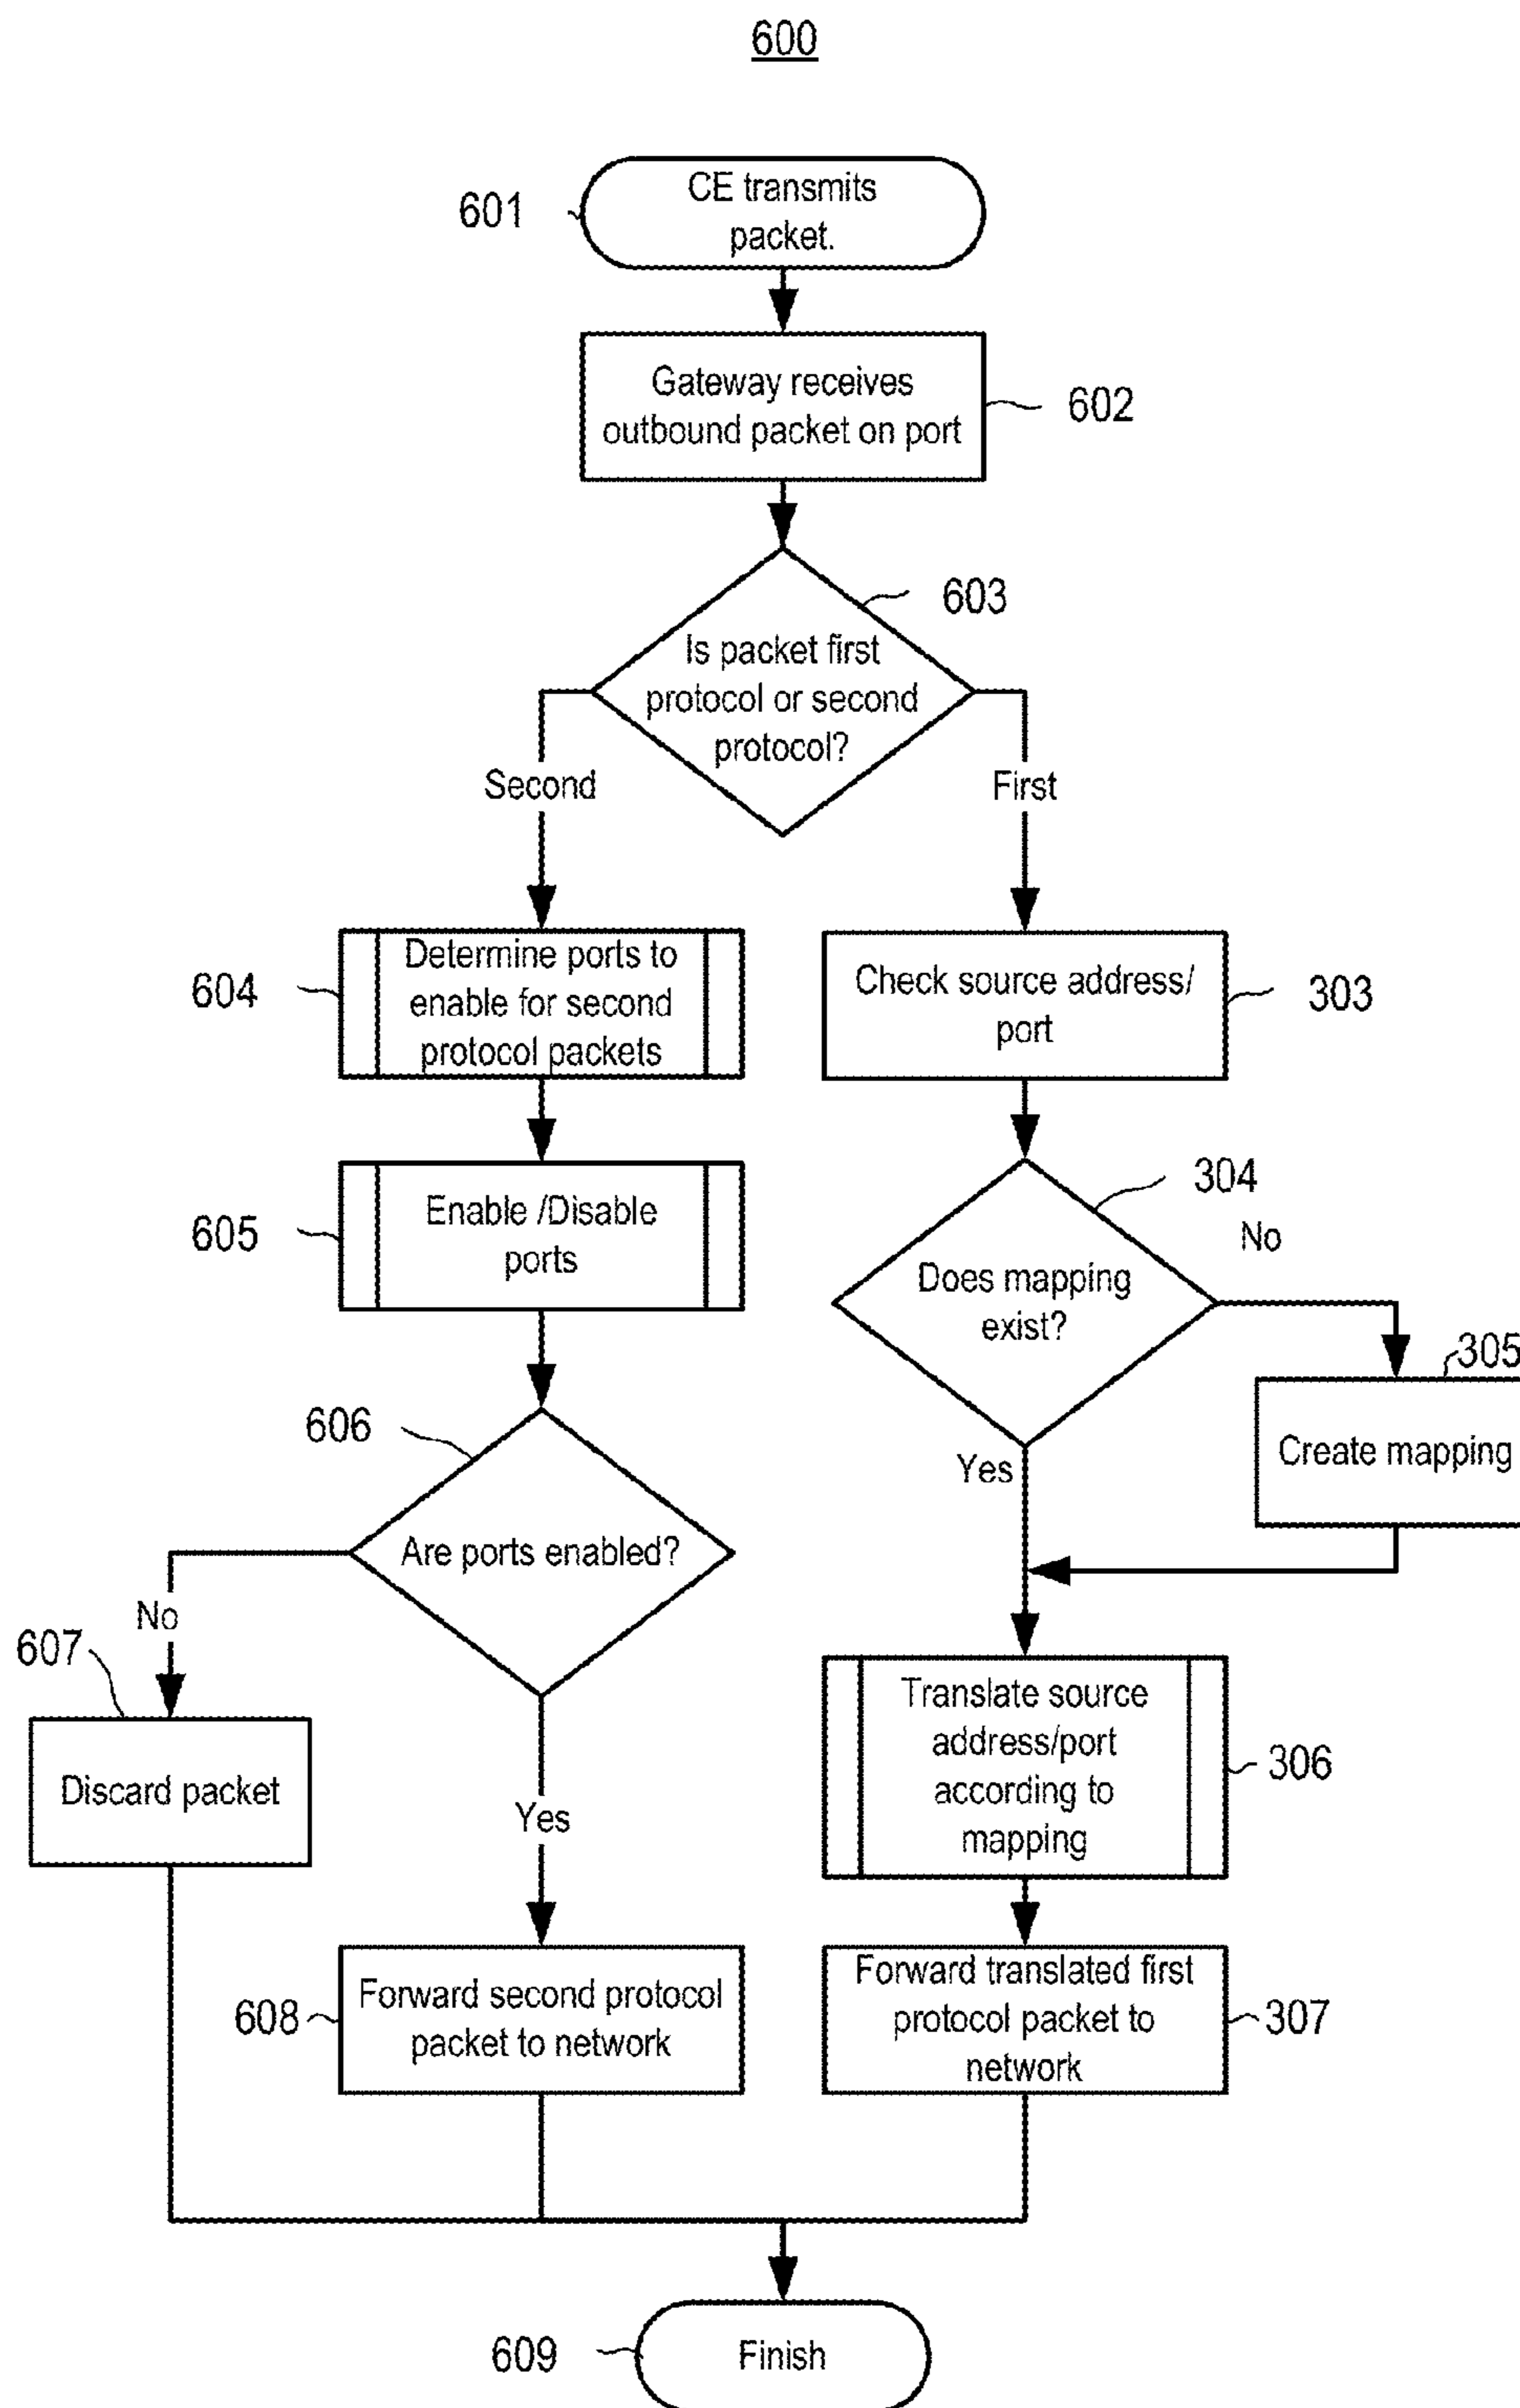 600
601
CE transmits
packet.
Gateway receives
outbound packet on port
602
603
Is packet first
protocol or second
protocol?
Second
First
604
Determine ports to
enable for second
protocol packets
Check source address/
port
303
605
Enable /Disable
ports
304
No
Does mapping
exist?
305
Create mapping
606
Are ports enabled?
Yes
No
607
Discard packet
Yes
Translate source
address/port
according to
mapping
306
608
Forward second protocol
packet to network
Forward translated first
protocol packet to
network
307
609
Finish